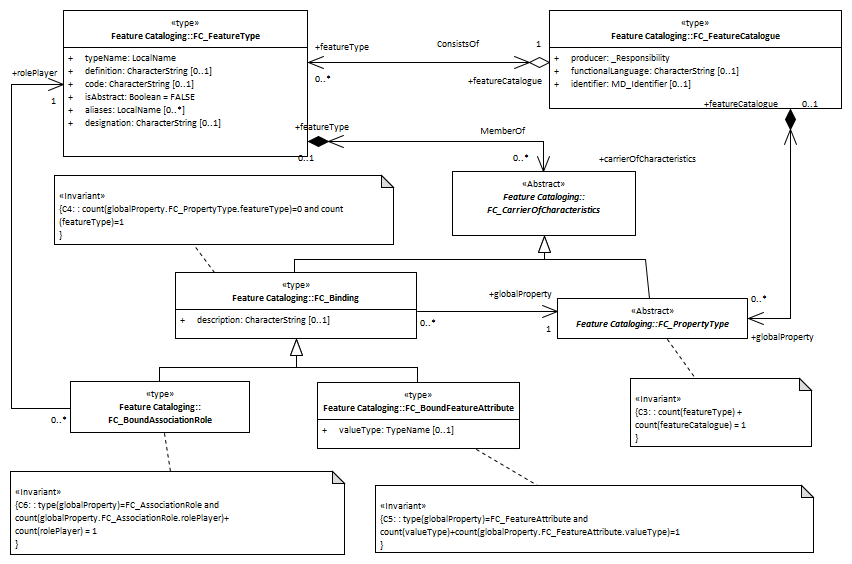 «type»
Feature Cataloging::FC_FeatureType
+ typeName: LocalName
+ definition: CharacterString [0..1]
+ code: CharacterString [0..1]
+ isAbstract: Boolean = FALSE
+ aliases: LocalName [0..*]
+ designation: CharacterString [0..1]
«type»
Feature Cataloging::FC_FeatureCatalogue
+ producer: _Responsibility
+ functionalLanguage: CharacterString [0..1]
+ identifier: MD_Identifier [0..1]
+featureType
ConsistsOf
1
0..*
+featureCatalogue
+rolePlayer
1
+featureCatalogue
0..1
+featureType
0..1
MemberOf
0..*
+carrierOfCharacteristics
«Abstract»
Feature Cataloging::
FC_CarrierOfCharacteristics
«Invariant»
{C4: : count(globalProperty.FC_PropertyType.featureType)=0 and count
(featureType)=1
}
«type»
Feature Cataloging::FC_Binding
+ description: CharacterString [0..1]
+globalProperty
0..*
1
«Abstract»
Feature Cataloging::FC_PropertyType
0..*
+globalProperty
«type»
Feature Cataloging::
FC_BoundAssociationRole
0..*
«type»
Feature Cataloging::FC_BoundFeatureAttribute
+ valueType: TypeName [0..1]
«Invariant»
{C3: : count(featureType) +
count(featureCatalogue) = 1
}
«Invariant»
{C6: : type(globalProperty)=FC_AssociationRole and
count(globalProperty.FC_AssociationRole.rolePlayer)+
count(rolePlayer) = 1
}
«Invariant»
{C5: : type(globalProperty)=FC_FeatureAttribute and
count(valueType)+count(globalProperty.FC_FeatureAttribute.valueType)=1
}